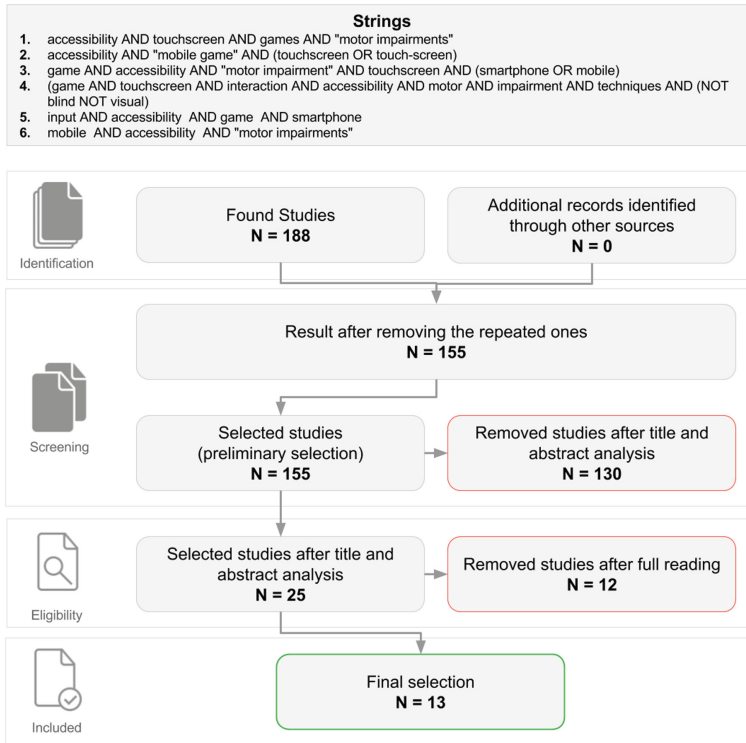 Strings
1. accessibility AND touchscreen AND games AND "motor impairments"
2. accessibility AND "mobile game" AND (touchscreen OR touch-screen)
3. game AND accessibility AND "motor impairment" AND touchscreen AND (smartphone OR mobile)
4. (game AND touchscreen AND interaction AND accessibility AND motor AND impairment AND techniques AND (NOT
blind NOT visual)
5. input AND accessibility AND game AND smartphone
6. mobile AND accessibility AND "motor impairments"
Identification
Found Studies
N = 188
Additional records identified
through other sources
N = 0
Screening
Result after removing the repeated ones
N = 155
Selected studies
(preliminary selection)
N = 155
Removed studies after title and
abstract analysis
N = 130
Eligibility
Selected studies after title and
abstract analysis
N = 25
Removed studies after full reading
N = 12
Included
Final selection
N = 13